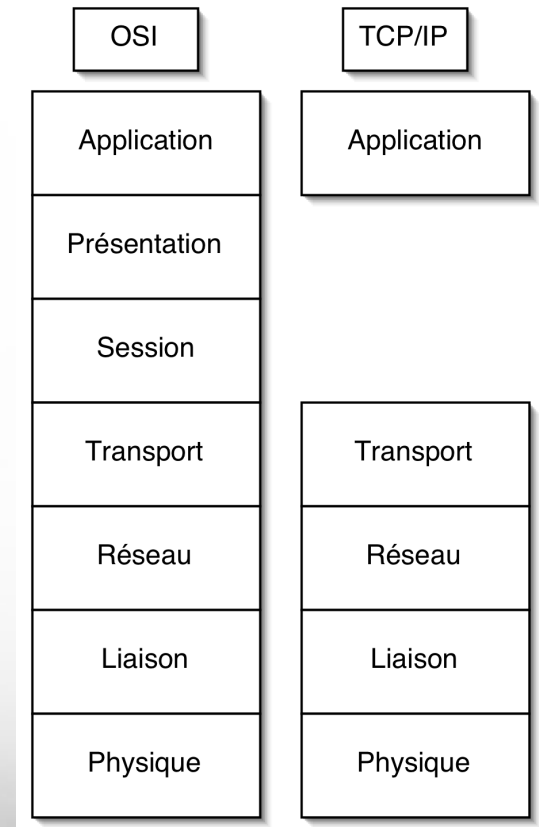 OSI
TCP/IP
Application
Application
Présentation
Session
Transport
Transport
Réseau
Réseau
Liaison
Liaison
Physique
Physique